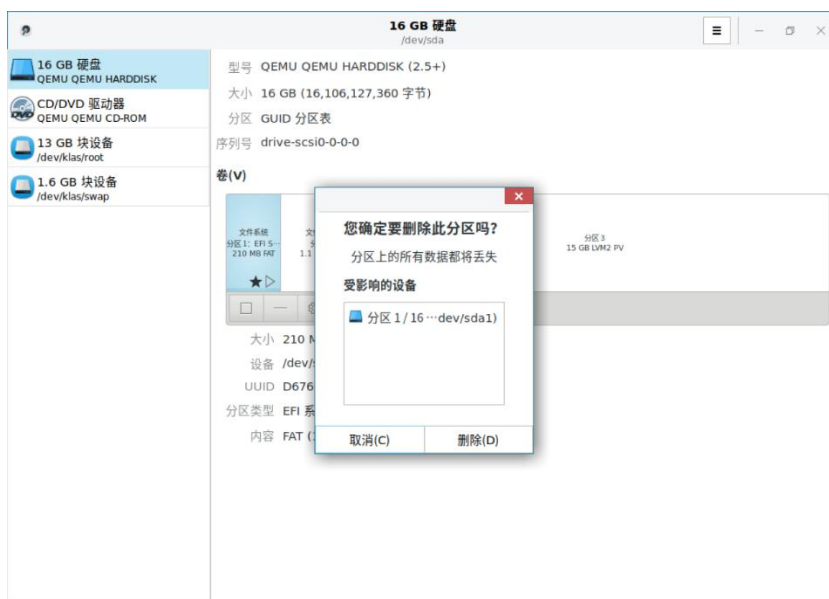 16 GB 硬盘
/dev/sda
16 GB 硬盘
QEMU QEMU HARDDISK
CD/DVD 驱动器
QEMU QEMU CD-ROM
13 GB 块设备
/dev/klas/root
1.6 GB 块设备
/dev/klas/swap
型号 QEMU QEMU HARDDISK (2.5+)
大小 16 GB (16,106,127,360 字节)
分区 GUID 分区表
序列号 drive-scsi0-0-0-0
卷(V)
文件系统
分区 1: EFI S…
210 MB FAT
文
分
1.1
分区 3
15 GB LVM2 PV
大小 210 M
设备 /dev/s
UUID D676
分区类型 EFI 系
内容 FAT (
您确定要删除此分区吗?
分区上的所有数据都将丢失
受影响的设备
分区 1 / 16 …dev/sda1)
取消(C) 删除(D)